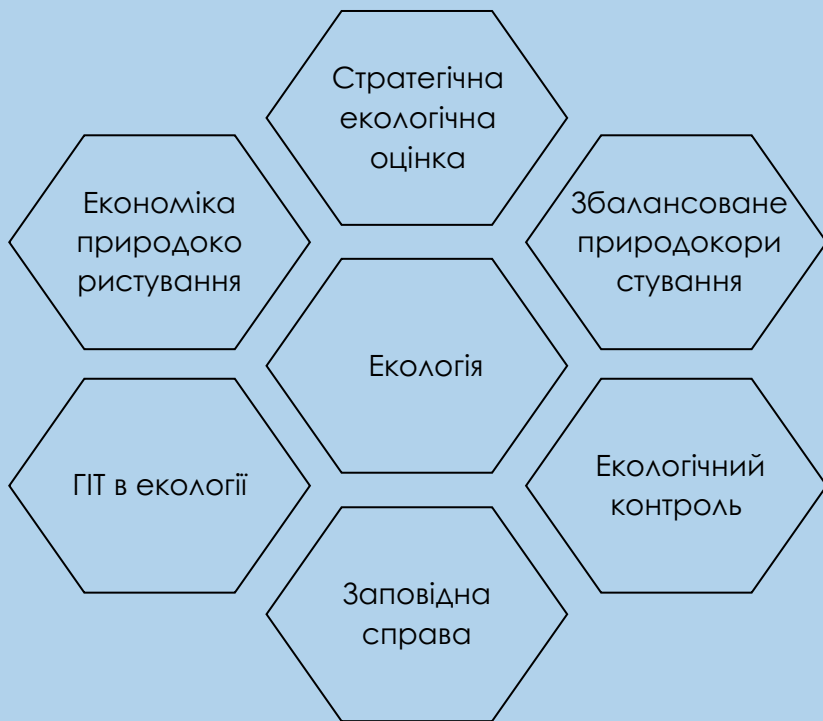 Стратегічна
екологічна
оцінка
Економіка
природоко
ристування
Збалансоване
природокори
стування
Екологія
ГІТ в екології
Екологічний
контроль
Заповідна
справа